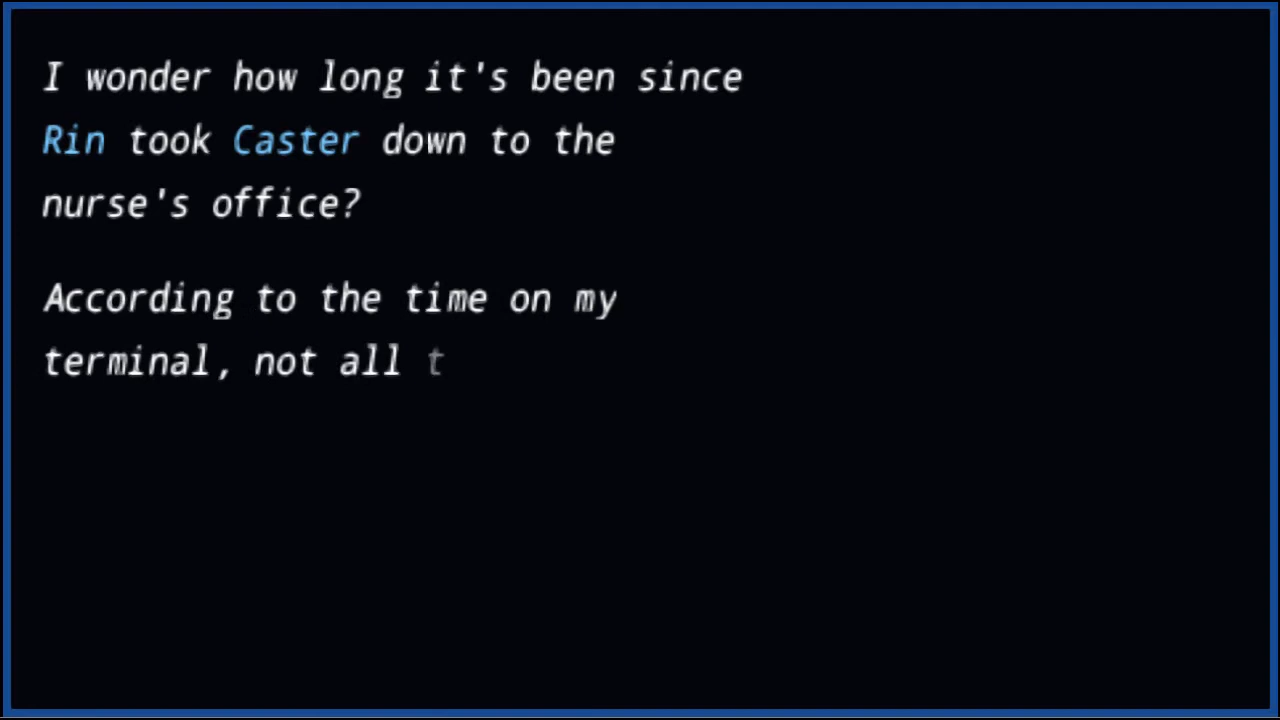 I wonder how long it's been since
Rin took Caster down to the
nurse's office?
According to the time on my
terminal, not all t